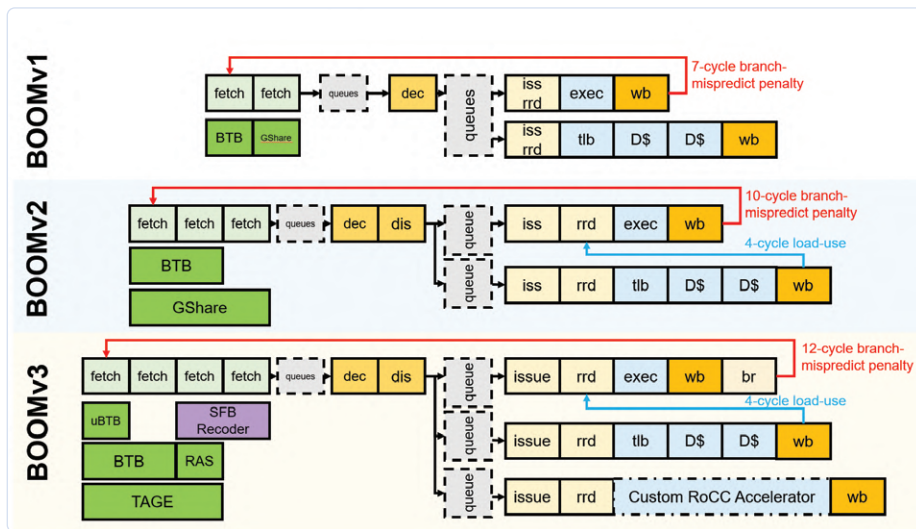 BOOMv1
7-cycle branch-
mispredict penalty
fetch fetch queues dec queues iss rrd exec wb
BTB GShare iss rrd tlb D$ D$ wb
BOOMv2
10-cycle branch-
mispredict penalty
fetch fetch fetch queues dec dis queue iss rrd exec wb
4-cycle load-use
BTB
queue iss rrd tlb D$ D$ wb
GShare
BOOMv3
12-cycle branch-
mispredict penalty
fetch fetch fetch fetch queues dec dis queue issue rrd exec wb br
4-cycle load-use
uBTB SFB
Recoder
queue issue rrd tlb D$ D$ wb
BTB RAS
TAGE
queue issue rrd Custom RoCC Accelerator wb